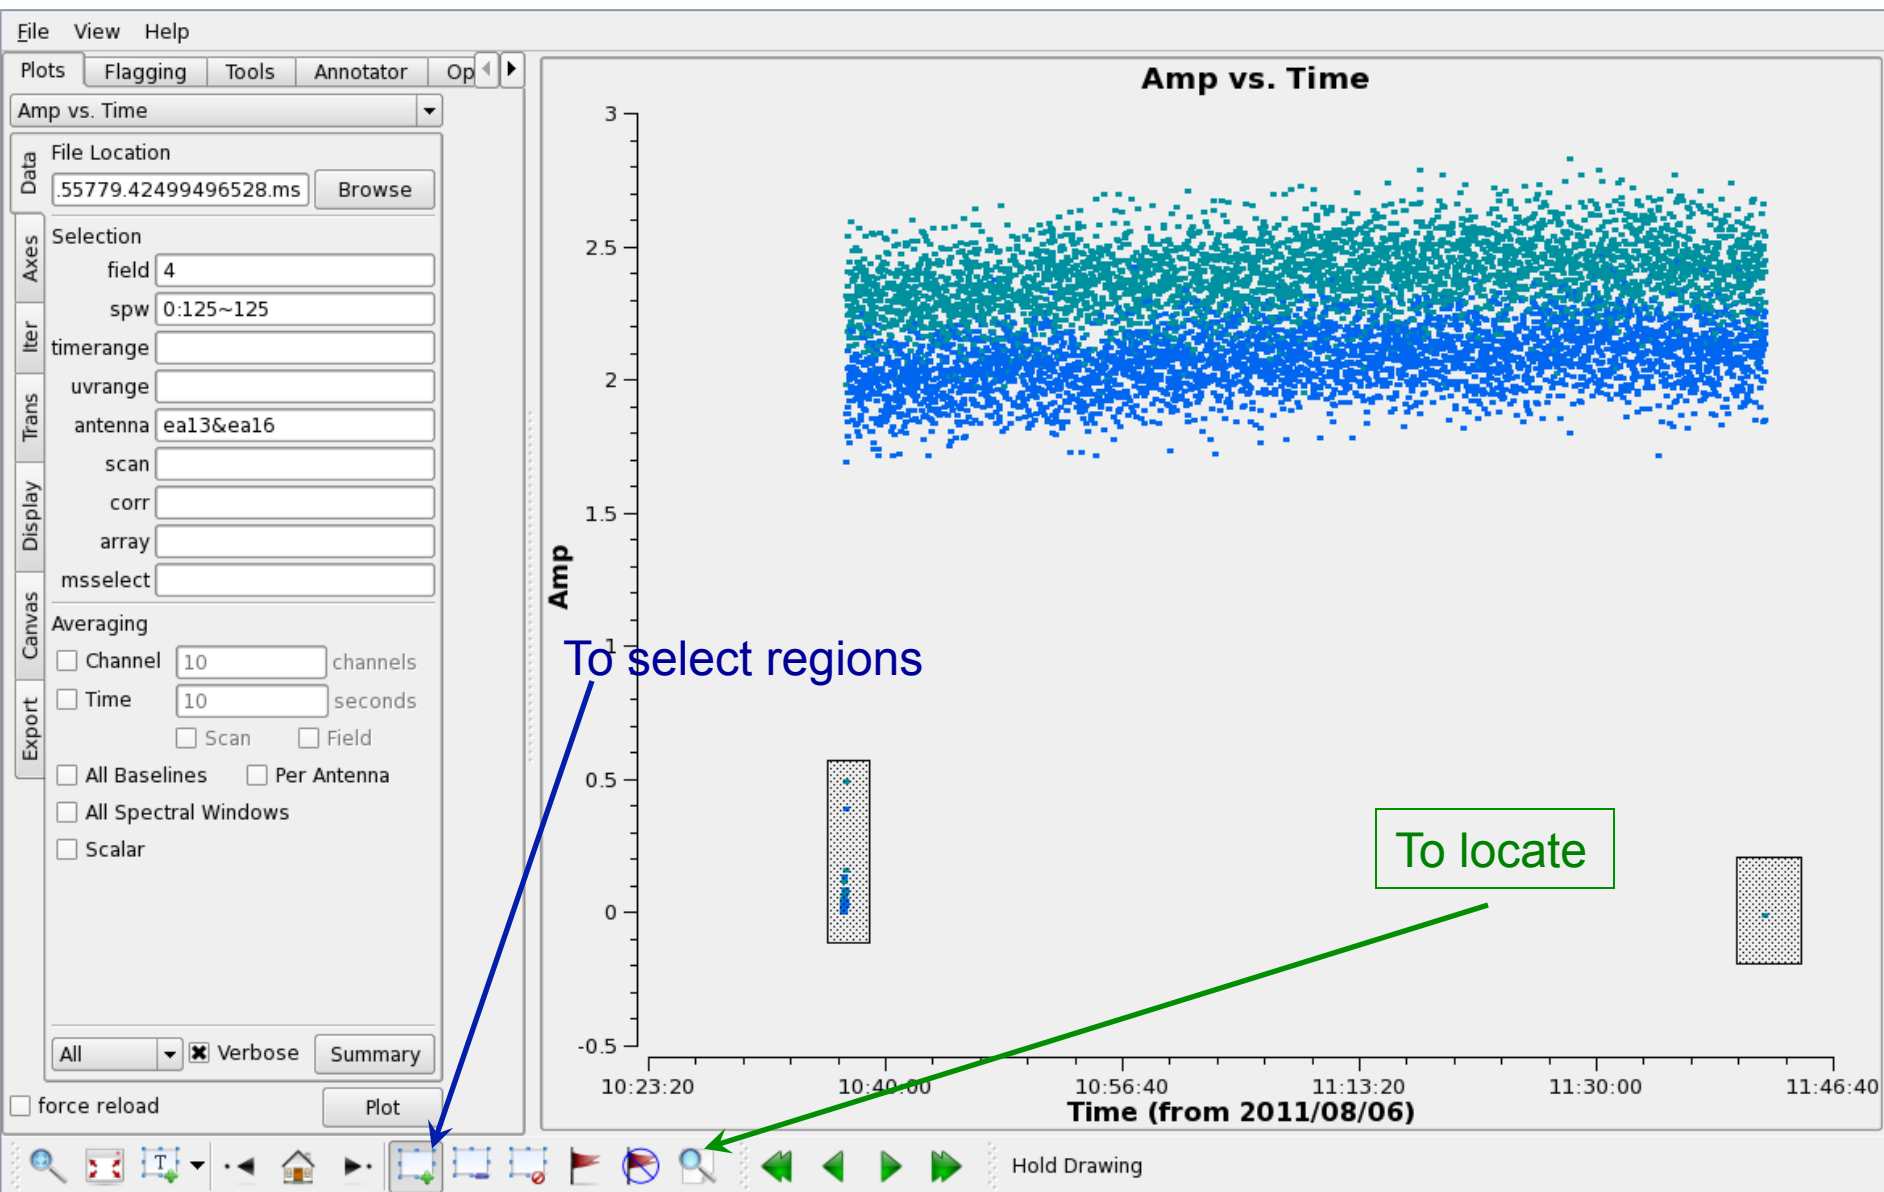 File View Help
Plots Flagging Tools Annotator Op
Amp vs. Time
Data
Axes
Iter
Trans
Display
Canvas
Export
File Location
.55779.42499496528.ms Browse
Selection
field 4
spw 0:125~125
timerange
uvrange
antenna ea13&ea16
scan
corr
array
msselect
Averaging
Channel 10 channels
Time 10 seconds
Scan Field
All Baselines Per Antenna
All Spectral Windows
Scalar
All Verbose Summary
force reload Plot
Amp vs. Time
3
2.5
2
1.5
1
0.5
0
-0.5
Amp
To select regions
To locate
10:23:20 10:40:00 10:56:40 11:13:20 11:30:00 11:46:40
Time (from 2011/08/06)
T
Hold Drawing